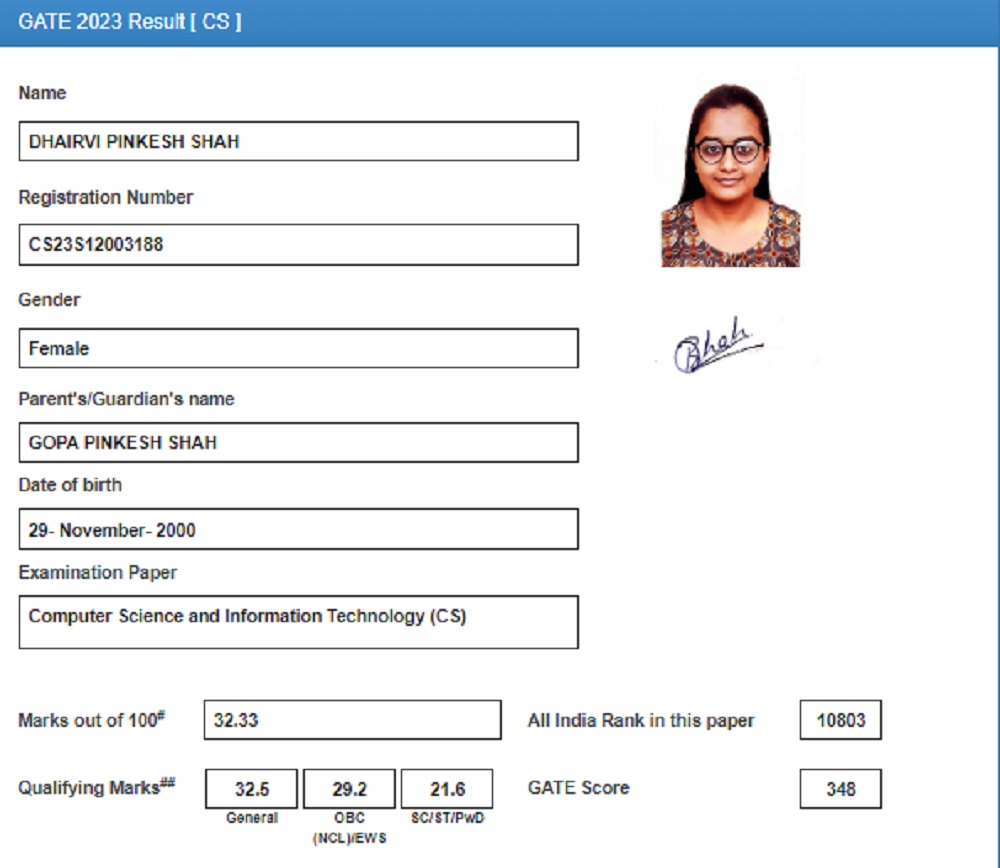 GATE 2023 Result [ CS ]
Name
DHAIRVI PINKESH SHAH
Registration Number
CS23S12003188
Gender
Female
Shah
Parent's/Guardian's name
GOPA PINKESH SHAH
Date of birth
29- November- 2000
Examination Paper
Computer Science and Information Technology (CS)
Marks out of 100# 32.33 All India Rank in this paper 10803
Qualifying Marks## 32.5 29.2 21.6 GATE Score 348
General OBC SC/ST/PwD
(NCL)/EWS